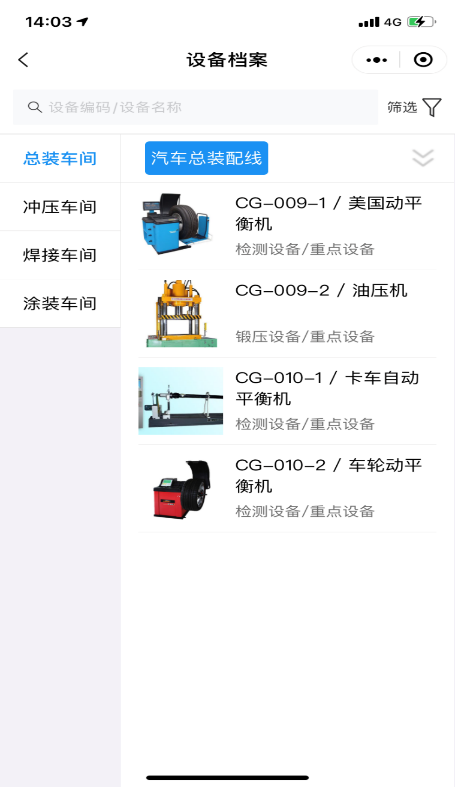 14:03
4G
设备档案
设备编码/设备名称
筛选
总装车间
冲压车间
焊接车间
涂装车间
汽车总装配线
CG-009-1 / 美国动平
衡机
检测设备/重点设备
CG-009-2 / 油压机
锻压设备/重点设备
CG-010-1 / 卡车自动
平衡机
检测设备/重点设备
CG-010-2 / 车轮动平
衡机
检测设备/重点设备